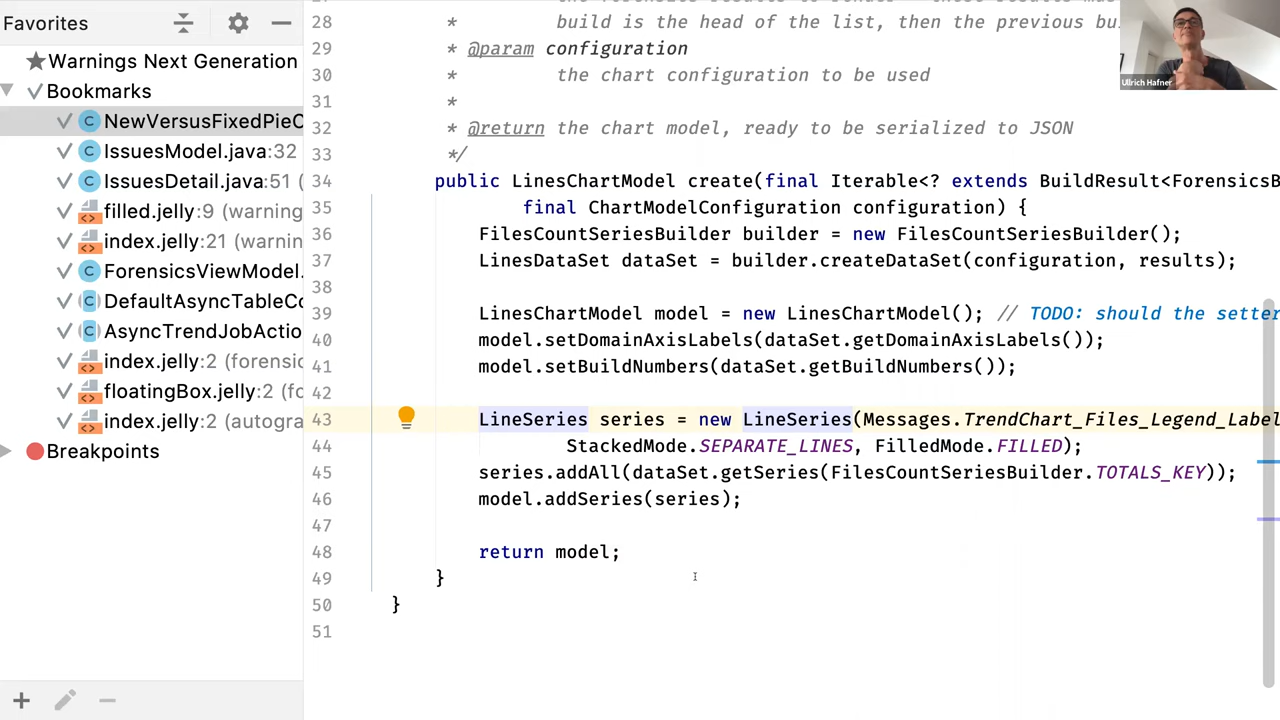 Favorites
Warnings Next Generation
Bookmarks
NewVersusFixedPieC
IssuesModel.java:32
IssuesDetail.java:51 (
filled.jelly:9 (warning
index.jelly:21 (warnin
ForensicsViewModel.
DefaultAsyncTableCo
AsyncTrendJobActio
index.jelly:2 (forensic
floatingBox.jelly:2 (fo
index.jelly:2 (autogra
Breakpoints
28 * build is the head of the list, then the previous bu
29 * @param configuration
30 * the chart configuration to be used
31 *
32 * @return the chart model, ready to be serialized to JSON
33 */
34 public LinesChartModel create(final Iterable<? extends BuildResult<ForensicsB
35 final ChartModelConfiguration configuration) {
36 FilesCountSeriesBuilder builder = new FilesCountSeriesBuilder();
37 LinesDataSet dataSet = builder.createDataSet(configuration, results);
38
39 LinesChartModel model = new LinesChartModel(); // TODO: should the setter
40 model.setDomainAxisLabels(dataSet.getDomainAxisLabels());
41 model.setBuildNumbers(dataSet.getBuildNumbers());
42
43 LineSeries series = new LineSeries(Messages.TrendChart_Files_Legend_Label
44 StackedMode.SEPARATE_LINES, FilledMode.FILLED);
45 series.addAll(dataSet.getSeries(FilesCountSeriesBuilder.TOTALS_KEY));
46 model.addSeries(series);
47
48 return model;
49 }
50 }
51
Ullrich Hafner